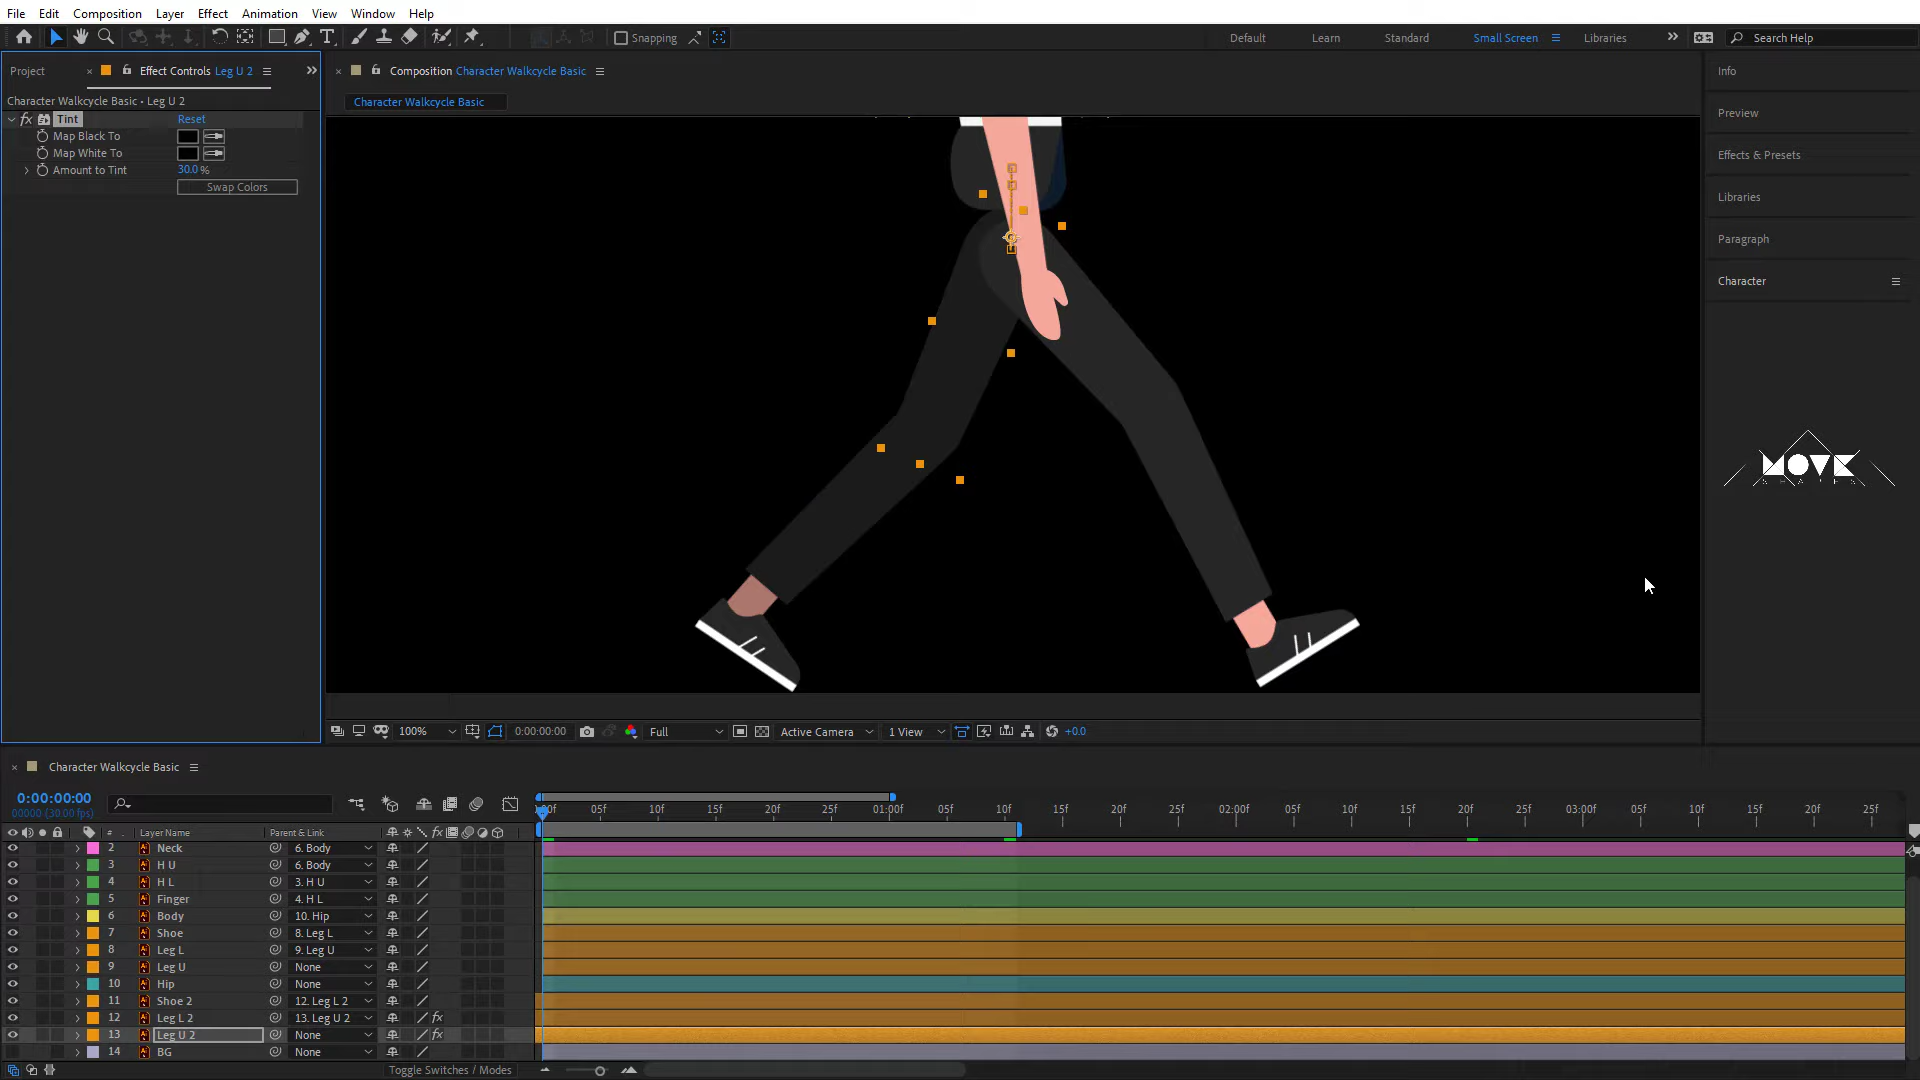 File Edit Composition Layer Effect Animation View Window Help
Snapping Default Learn Standard Small Screen Libraries Search Help
Project Effect Controls Leg U 2 Composition Character Walkcycle Basic Info
Character Walkcycle Basic • Leg U 2 Character Walkcycle Basic
fx Tint Reset Preview
Map Black To
Map White To Effects & Presets
Amount to Tint 30.0 %
Swap Colors Libraries
Paragraph
Character
MOVE
100% 0:00:00:00 Full Active Camera 1 View +0.0
Character Walkcycle Basic
0:00:00:00
00000 (30.00 fps)
05f 10f 15f 20f 25f 01:00f 05f 10f 15f 20f 25f 02:00f 05f 10f 15f 20f 25f 03:00f 05f 10f 15f 20f 25f
# Layer Name Parent & Link fx
2 Neck 6. Body
3 H U 6. Body
4 H L 3. H U
5 Finger 4. H L
6 Body 10. Hip
7 Shoe 8. Leg L
8 Leg L 9. Leg U
9 Leg U None
10 Hip None
11 Shoe 2 12. Leg L 2
12 Leg L 2 13. Leg U 2 fx
13 Leg U 2 None fx
14 BG None
Toggle Switches / Modes